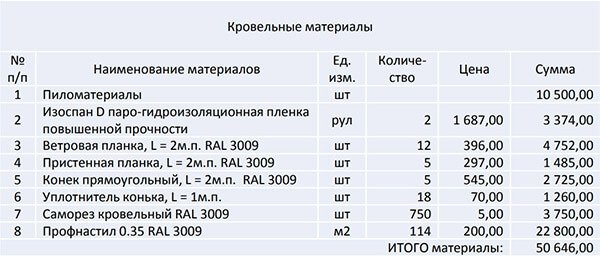 Кровельные материалы
№ п/п Наименование материалов Ед. изм. Количе-ство Цена Сумма
1 Пиломатериалы шт 10 500,00
2 Изоспан D паро-гидроизоляционная пленка повышенной прочности рул 2 1 687,00 3 374,00
3 Ветровая планка, L = 2м.п. RAL 3009 шт 12 396,00 4 752,00
4 Пристенная планка, L = 2м.п. RAL 3009 шт 5 297,00 1 485,00
5 Конек прямоугольный, L = 2м.п. RAL 3009 шт 5 545,00 2 725,00
6 Уплотнитель конька, L = 1м.п. шт 18 70,00 1 260,00
7 Саморез кровельный RAL 3009 шт 750 5,00 3 750,00
8 Профнастил 0.35 RAL 3009 м2 114 200,00 22 800,00
ИТОГО материалы: 50 646,00